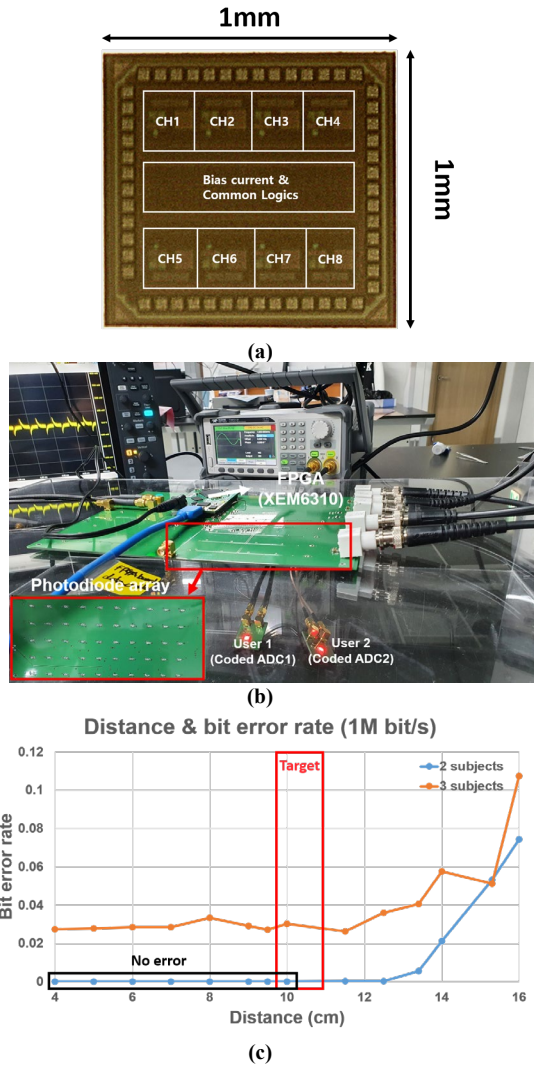 1mm
1mm
CH1 CH2 CH3 CH4
Bias current &
Common Logics
CH5 CH6 CH7 CH8
(a)
FPGA
(XEM6310)
Photodiode array
User 1
(Coded ADC1)
User 2
(Coded ADC2)
(b)
Distance & bit error rate (1M bit/s)
Target
2 subjects
3 subjects
No error
Bit error rate
0.12
0.1
0.08
0.06
0.04
0.02
0
4 6 8 10 12 14 16
Distance (cm)
(c)